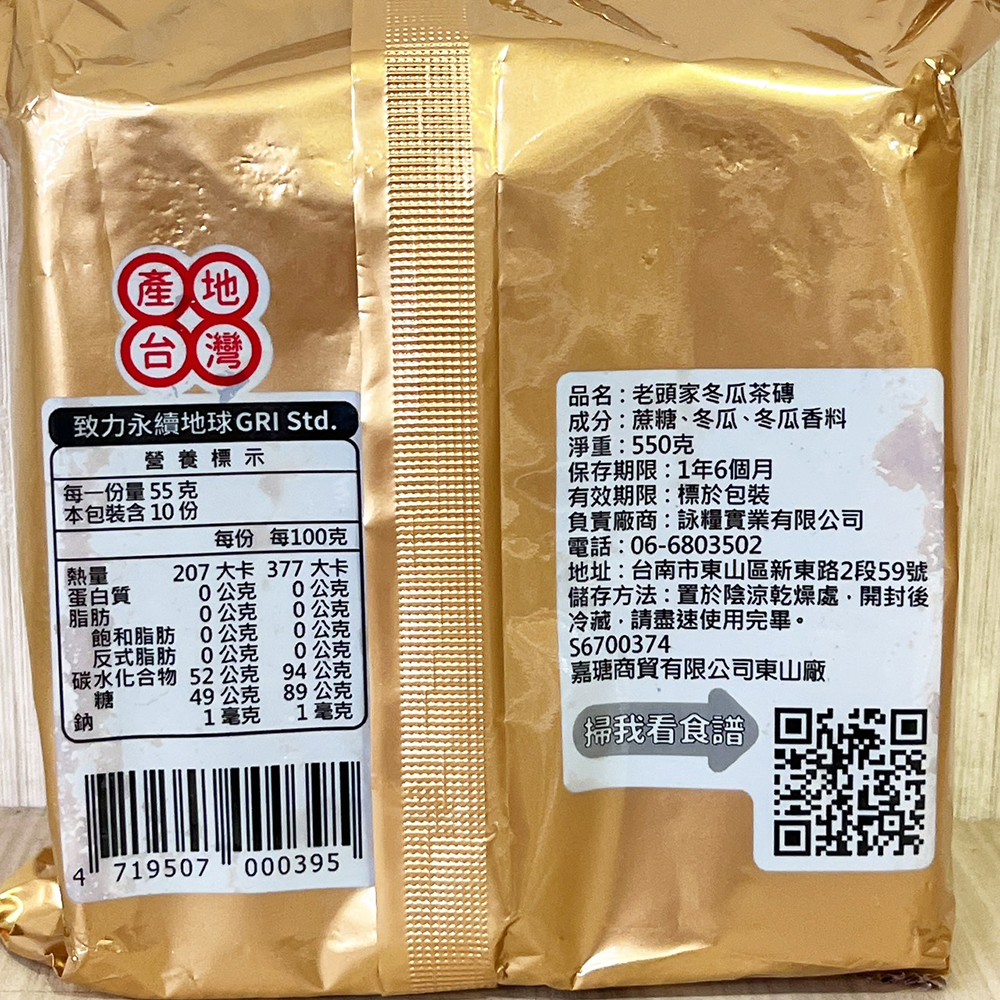 產地
台灣
致力永續地球GRI Std.
營養標示
每一份量 55 克
本包裝含 10 份
每份 每100克
熱量 207 大卡 377 大卡
蛋白質 0 公克 0 公克
脂肪 0 公克 0 公克
飽和脂肪 0 公克 0 公克
反式脂肪 0 公克 0 公克
碳水化合物 52 公克 94 公克
糖 49 公克 89 公克
鈉 1 毫克 1 毫克
4 719507 000395
品名：老頭家冬瓜茶磚
成分：蔗糖、冬瓜、冬瓜香料
淨重：550克
保存期限：1年6個月
有效期限：標於包裝
負責廠商：詠糧實業有限公司
電話：06-6803502
地址：台南市東山區新東路2段59號
儲存方法：置於陰涼乾燥處，開封後
冷藏，請盡速使用完畢。
S6700374
嘉瑭商貿有限公司東山廠
掃我看食譜